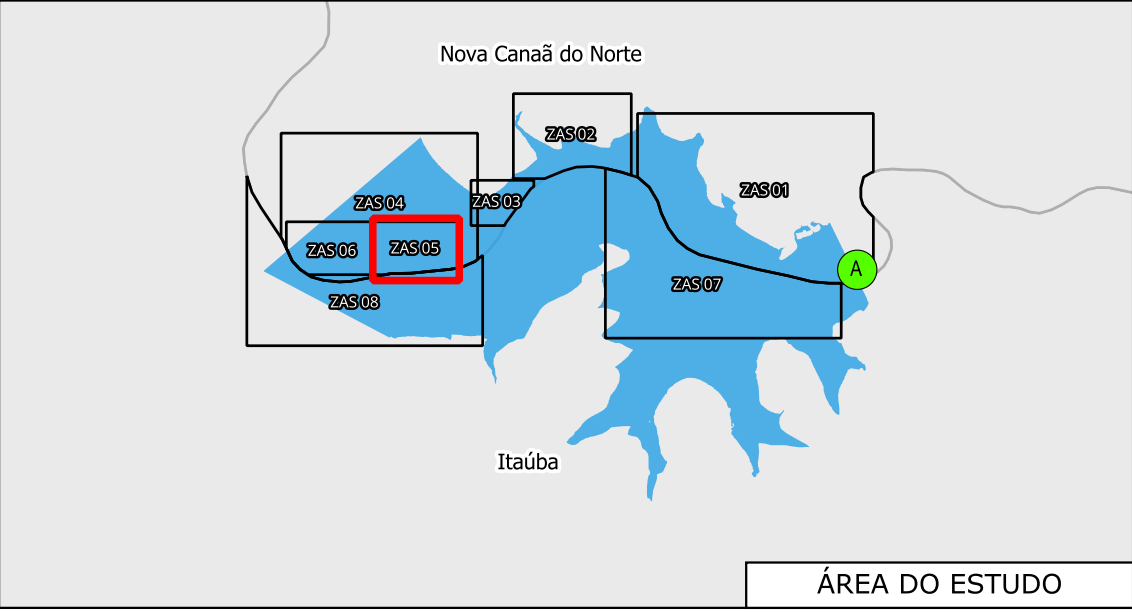 Nova Canaã do Norte
ZAS 02
ZAS 01
ZAS 04
ZAS 03
ZAS 06
ZAS 05
A
ZAS 07
ZAS 08
Itaúba
ÁREA DO ESTUDO